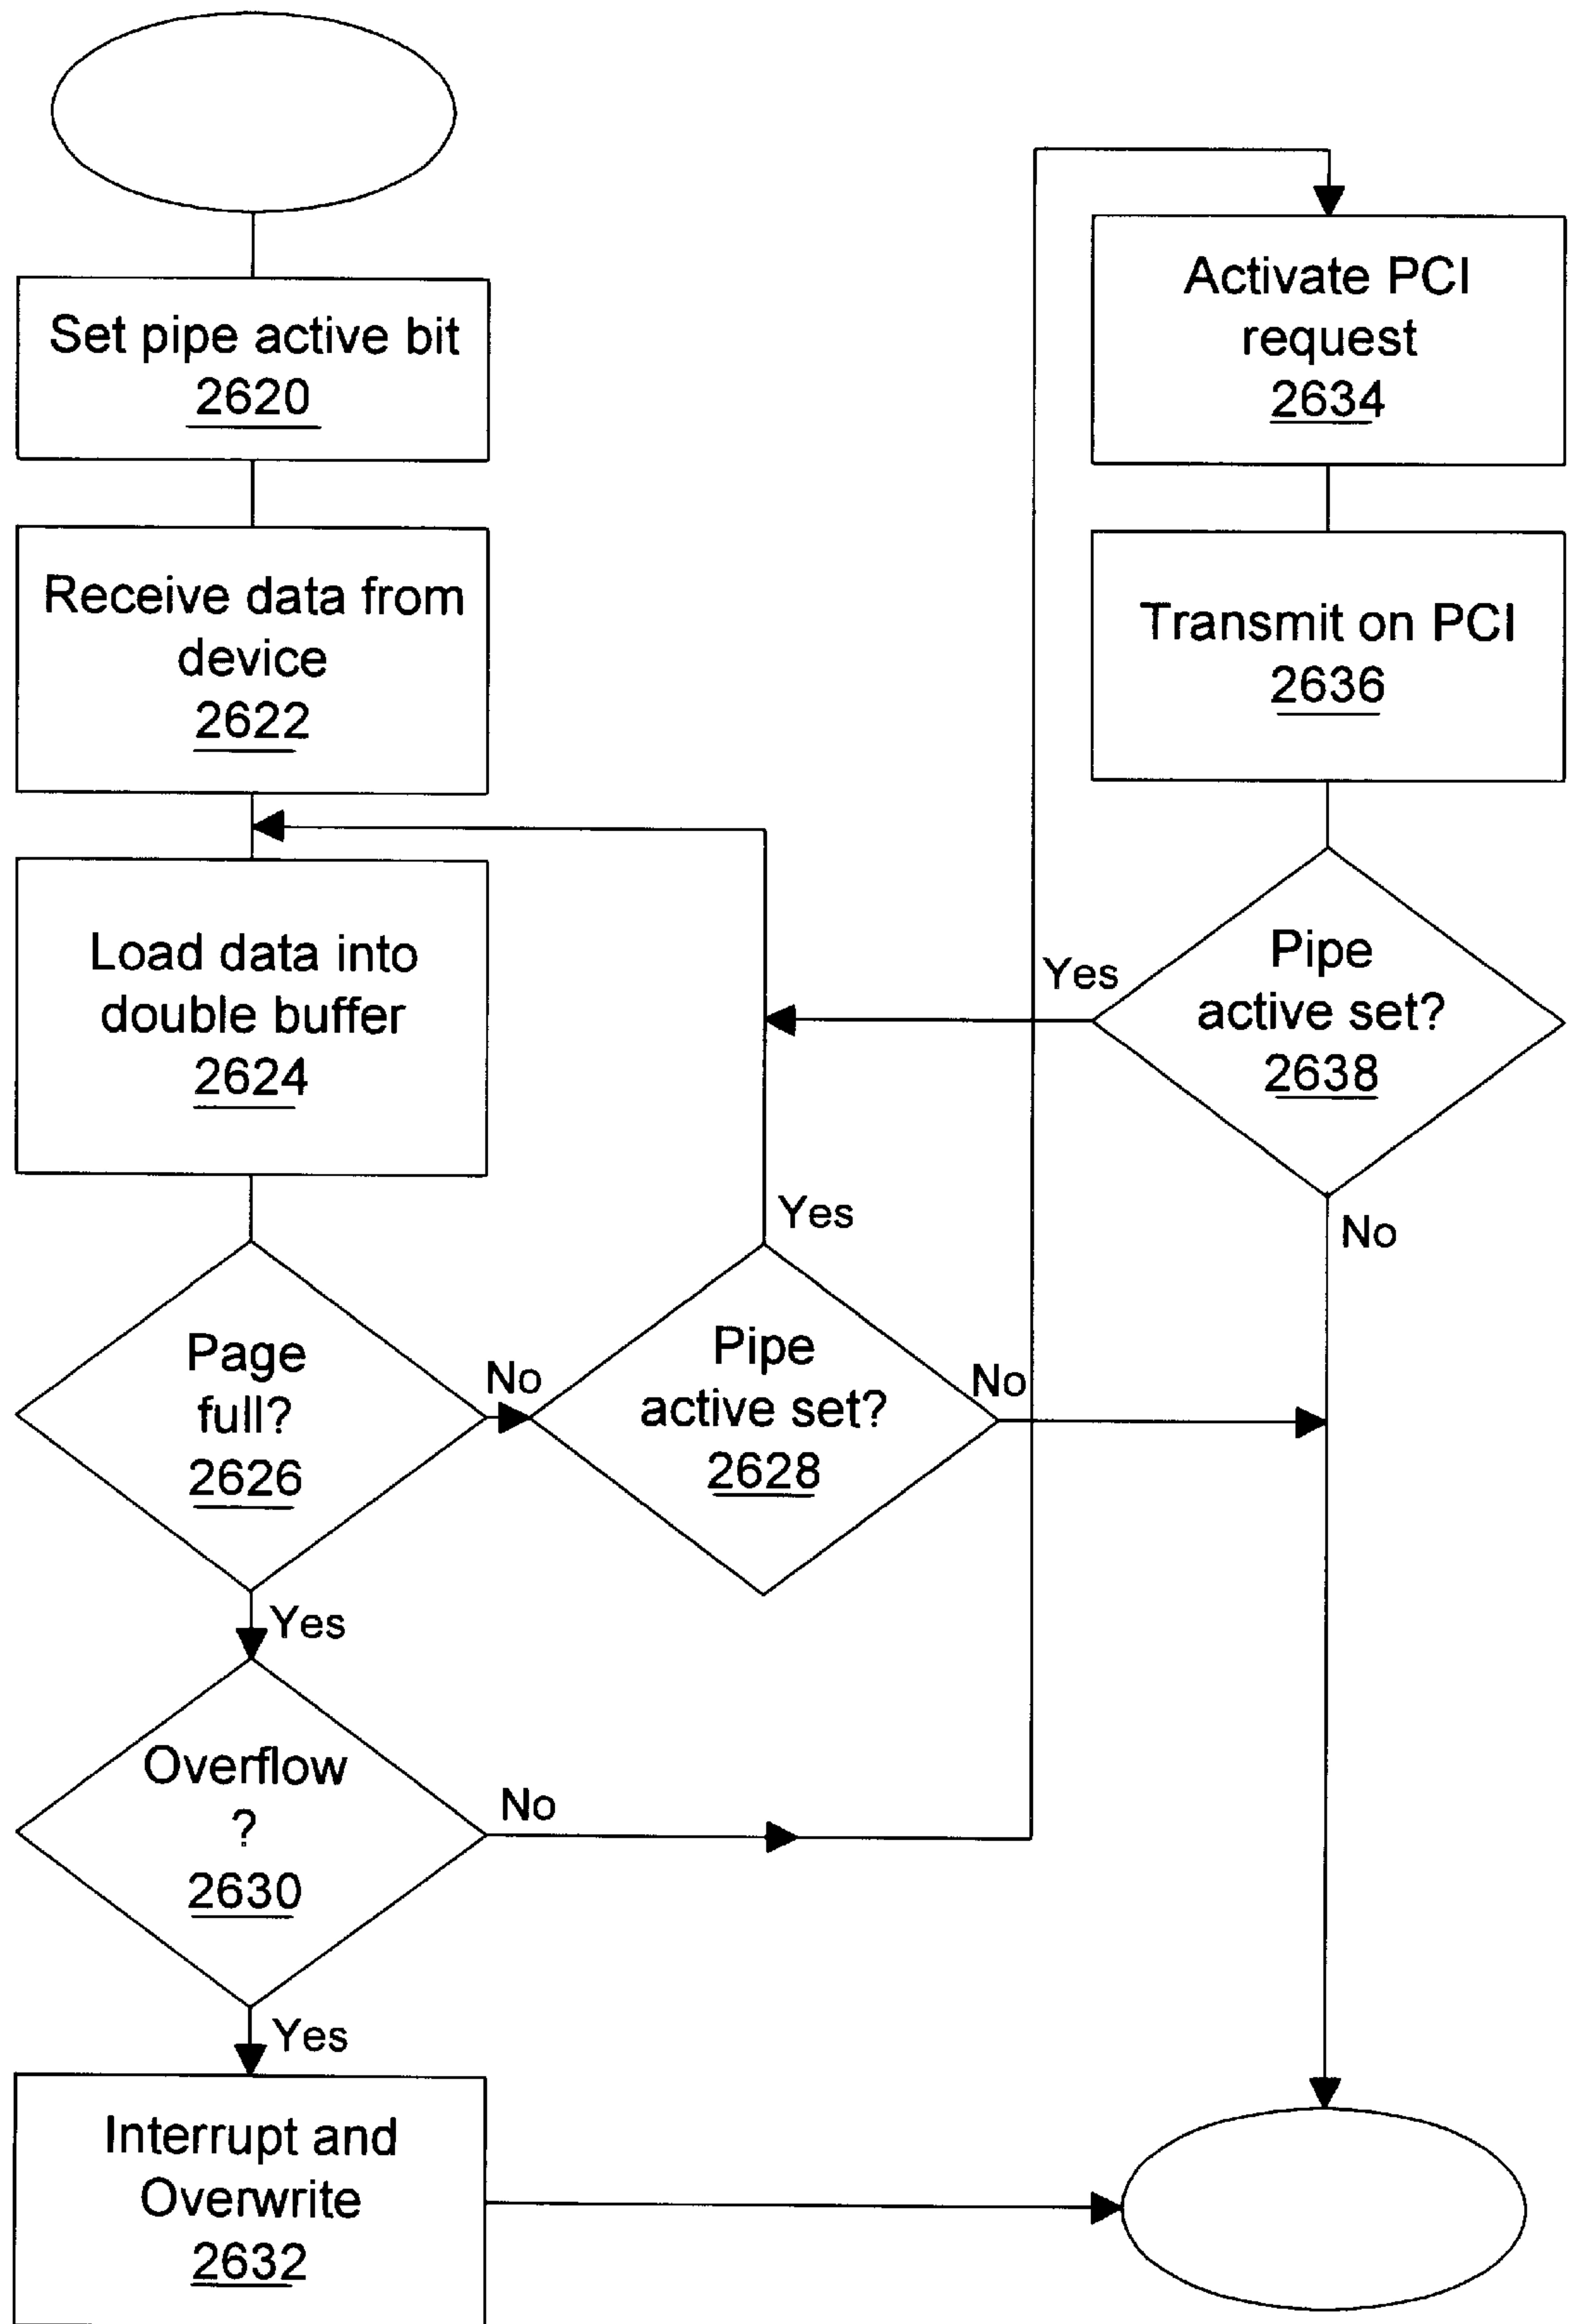 Set pipe active bit
2620
Receive data from
device
2622
Load data into
double buffer
2624
Page
full?
2626
No
Yes
Pipe
active set?
2628
Yes
No
Overflow
?
2630
No
Yes
Interrupt and
Overwrite
2632
Activate PCI
request
2634
Transmit on PCI
2636
Pipe
active set?
2638
Yes
No